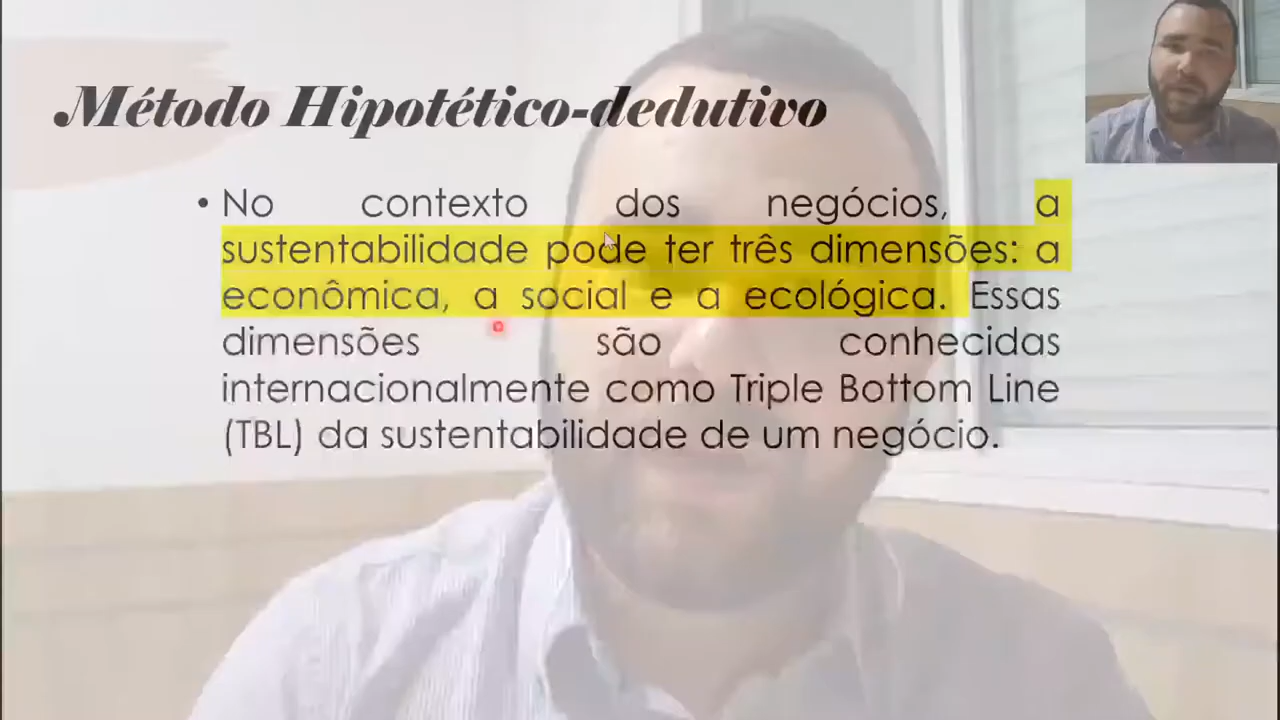 Método Hipotético-dedutivo
• No contexto dos negócios, a
sustentabilidade pode ter três dimensões: a
econômica, a social e a ecológica. Essas
dimensões são conhecidas
internacionalmente como Triple Bottom Line
(TBL) da sustentabilidade de um negócio.